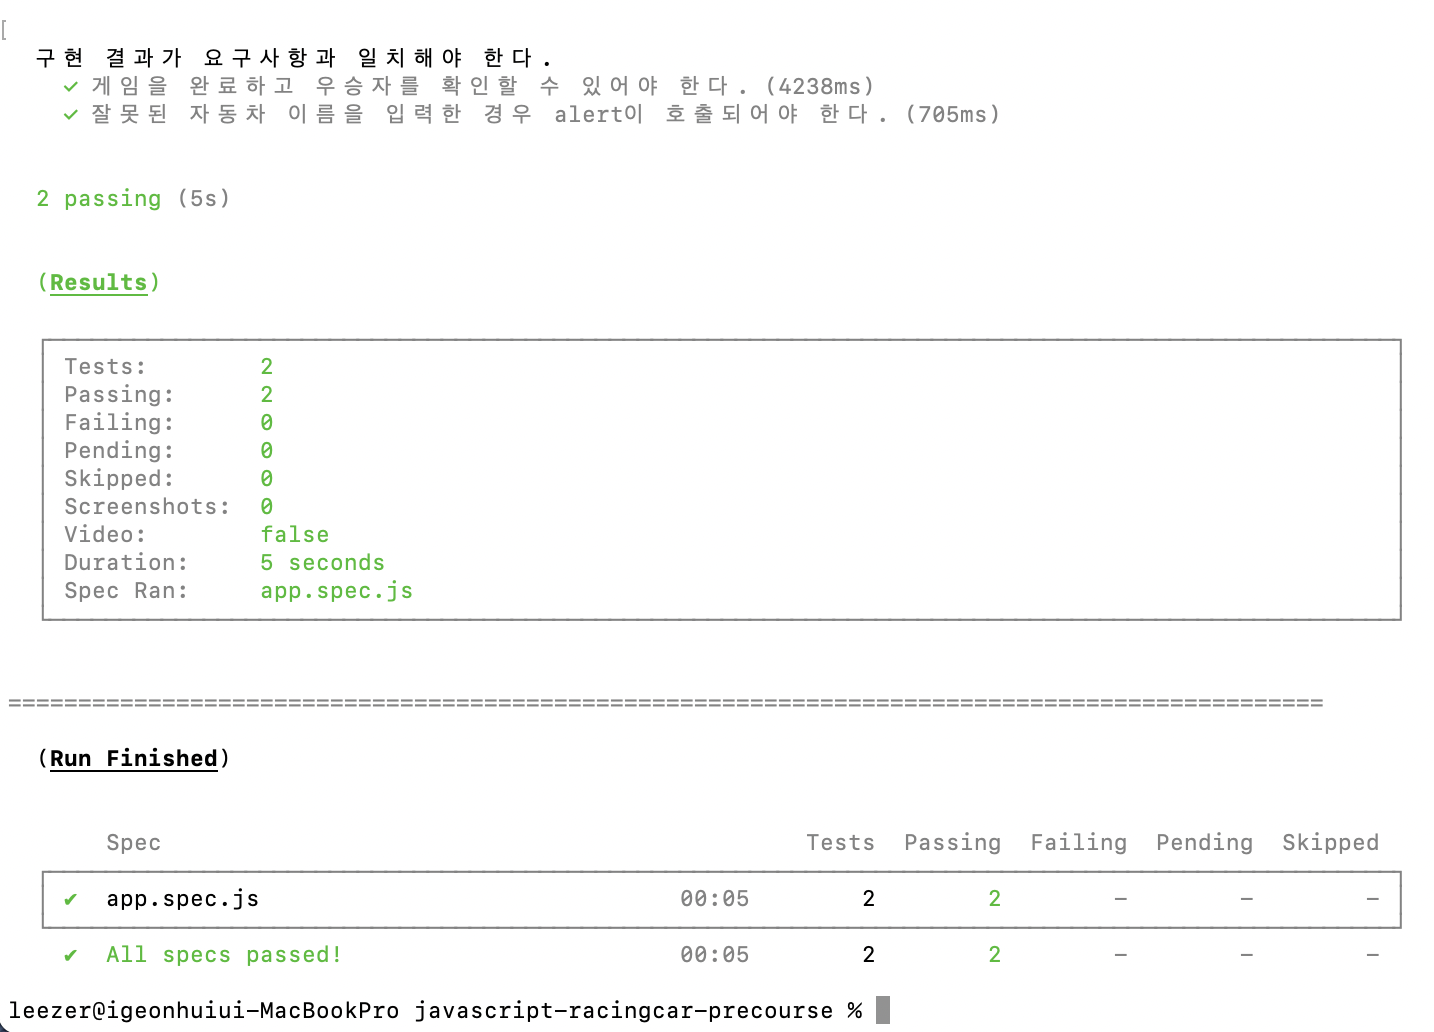 [
구현 결과가 요구사항과 일치해야 한다.
✓ 게임을 완료하고 우승자를 확인할 수 있어야 한다. (4238ms)
✓ 잘못된 자동차 이름을 입력한 경우 alert이 호출되어야 한다. (705ms)
2 passing (5s)
(Results)
Tests: 2
Passing: 2
Failing: 0
Pending: 0
Skipped: 0
Screenshots: 0
Video: false
Duration: 5 seconds
Spec Ran: app.spec.js
==============================================================================================
(Run Finished)
Spec Tests Passing Failing Pending Skipped
✔ app.spec.js 00:05 2 2 - - -
✔ All specs passed! 00:05 2 2 - - -
leezer@igeonhuiui-MacBookPro javascript-racingcar-precourse %